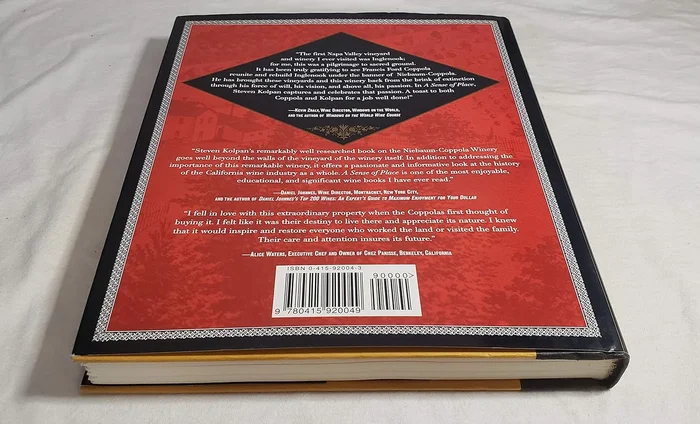 "The first Napa Valley vineyard
and winery I ever visited was Inglenook;
for me, this was a pilgrimage to sacred ground.
It has been truly gratifying to see Francis Ford Coppola
reunite and rebuild Inglenook under the banner of Niebaum-Coppola.
He has brought these vineyards and this winery back from the brink of extinction
through his force of will, his vision, and above all, his passion. In A Sense of Place,
Steven Kolpan captures and celebrates that passion. A toast to both
Coppola and Kolpan for a job well done!"
—Kevin Zraly, Wine Director, Windows on the World,
and the author of Windows on the World Wine Course
"Steven Kolpan's remarkably well researched book on the Niebaum-Coppola Winery
goes well beyond the walls of the vineyard of the winery itself. In addition to addressing the
importance of this remarkable winery, it offers a passionate and informative look at the history
of the California wine industry as a whole. A Sense of Place is one of the most enjoyable,
educational, and significant wine books I have ever read."
—Daniel Johnnes, Wine Director, Montrachet, New York City,
and the author of Daniel Johnnes's Top 200 Wines: An Expert's Guide to Maximum Enjoyment for Your Dollar
"I fell in love with this extraordinary property when the Coppolas first thought of
buying it. I felt like it was their destiny to live there and appreciate its nature. I knew
that it would inspire and restore everyone who worked the land or visited the family.
Their care and attention insures its future."
—Alice Waters, Executive Chef and Owner of Chez Panisse, Berkeley, California
ISBN 0-415-92004-3
90000>
9 780415 920049